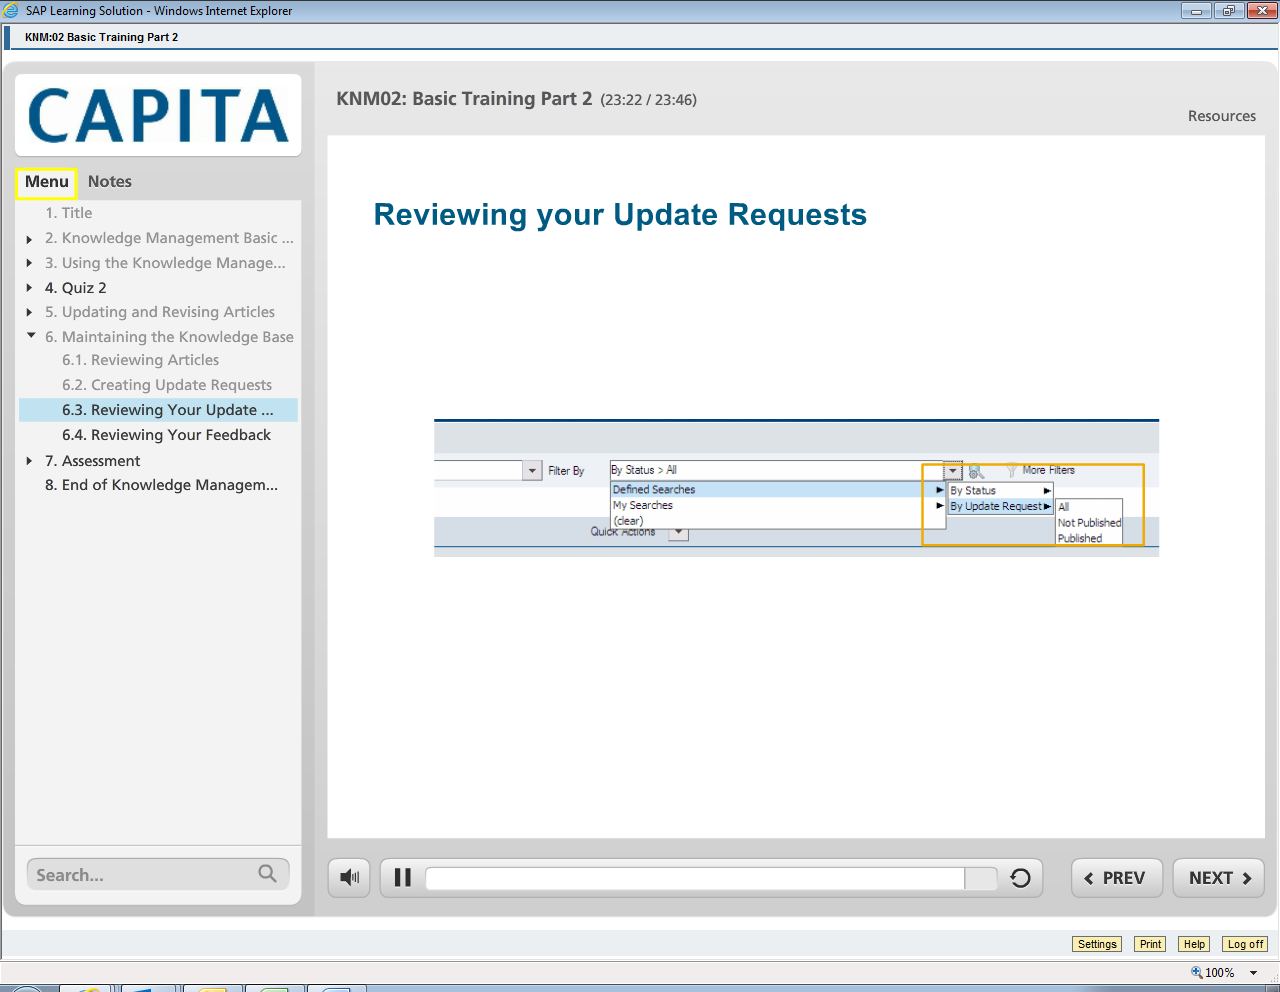 SAP Learning Solution - Windows Internet Explorer
KNM:02 Basic Training Part 2
CAPITA
KNM02: Basic Training Part 2 (23:22 / 23:46)
Resources
Menu
Notes
1. Title
2. Knowledge Management Basic ...
3. Using the Knowledge Manage...
4. Quiz 2
5. Updating and Revising Articles
6. Maintaining the Knowledge Base
6.1. Reviewing Articles
6.2. Creating Update Requests
6.3. Reviewing Your Update ...
6.4. Reviewing Your Feedback
7. Assessment
8. End of Knowledge Managem...
Search...
Reviewing your Update Requests
Filter By
By Status > All
More Filters
Defined Searches
My Searches
(clear)
By Status
By Update Request
All
Not Published
Published
Quick Actions
PREV
NEXT
Settings
Print
Help
Log off
100%